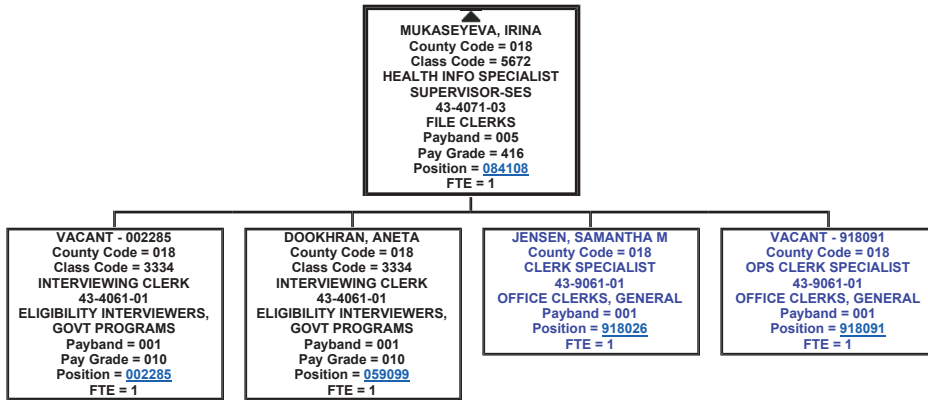 MUKASEYEVA, IRINA
County Code = 018
Class Code = 5672
HEALTH INFO SPECIALIST
SUPERVISOR-SES
43-4071-03
FILE CLERKS
Payband = 005
Pay Grade = 416
Position = 084108
FTE = 1
VACANT - 002285
County Code = 018
Class Code = 3334
INTERVIEWING CLERK
43-4061-01
ELIGIBILITY INTERVIEWERS,
GOVT PROGRAMS
Payband = 001
Pay Grade = 010
Position = 002285
FTE = 1
DOOKHRAN, ANETA
County Code = 018
Class Code = 3334
INTERVIEWING CLERK
43-4061-01
ELIGIBILITY INTERVIEWERS,
GOVT PROGRAMS
Payband = 001
Pay Grade = 010
Position = 059099
FTE = 1
JENSEN, SAMANTHA M
County Code = 018
CLERK SPECIALIST
43-9061-01
OFFICE CLERKS, GENERAL
Payband = 001
Position = 918026
FTE = 1
VACANT - 918091
County Code = 018
OPS CLERK SPECIALIST
43-9061-01
OFFICE CLERKS, GENERAL
Payband = 001
Position = 918091
FTE = 1